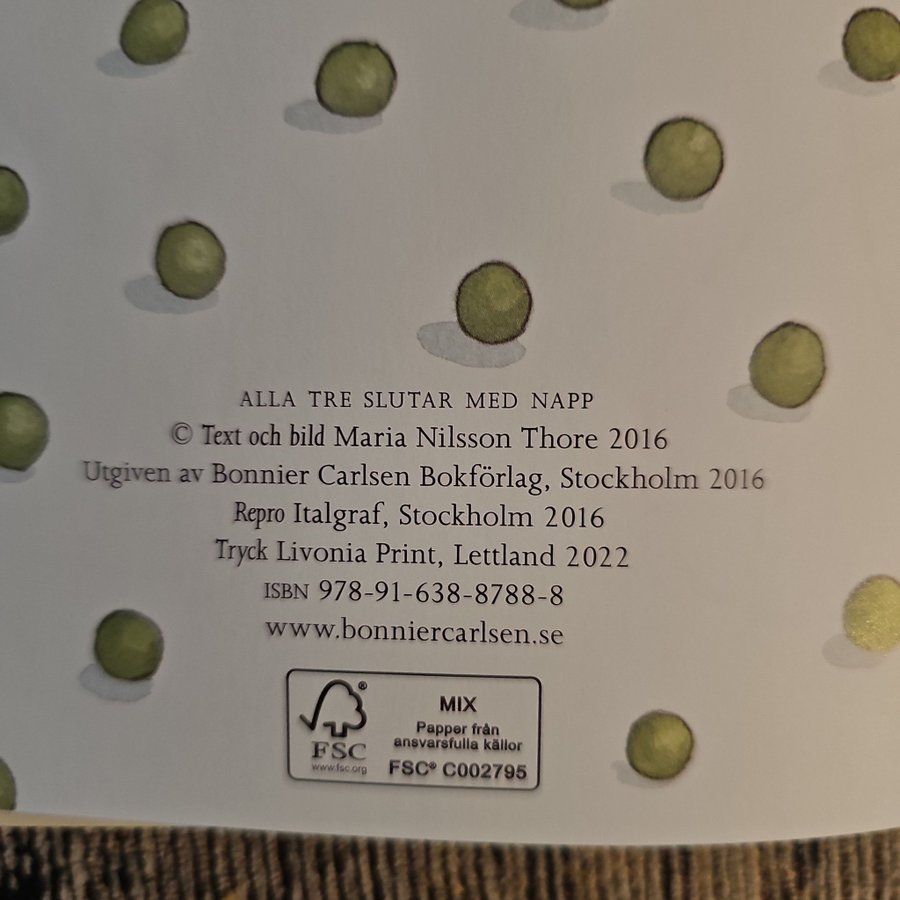 ALLA TRE SLUTAR MED NAPP
© Text och bild Maria Nilsson Thore 2016
Utgiven av Bonnier Carlsen Bokförlag, Stockholm 2016
Repro Italgraf, Stockholm 2016
Tryck Livonia Print, Lettland 2022
ISBN 978-91-638-8788-8
www.bonniercarlsen.se
FSC®
www.fsc.org
MIX
Papper från
ansvarsfulla källor
FSC® C002795